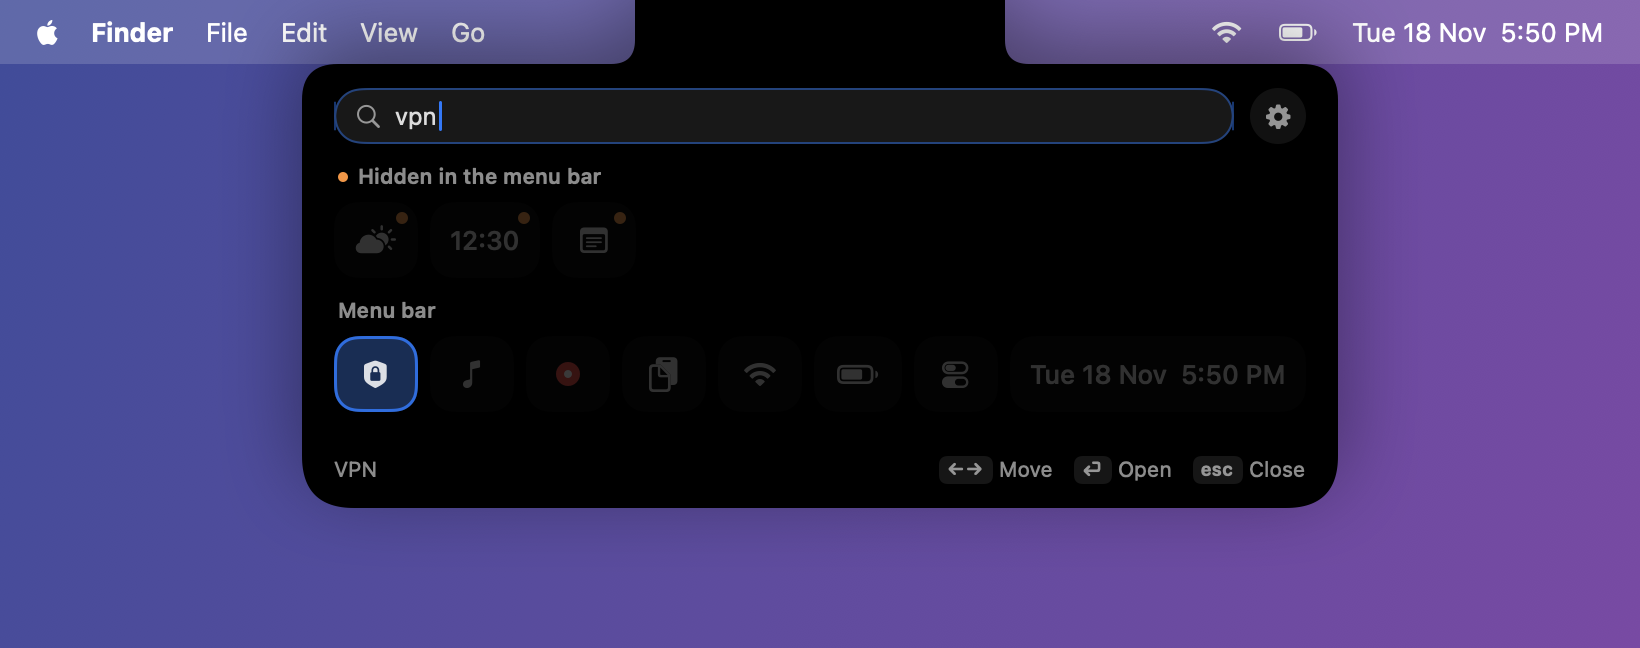 Finder File Edit View Go Tue 18 Nov 5:50 PM
vpn
Hidden in the menu bar
12:30
Menu bar
Tue 18 Nov 5:50 PM
VPN Move Open esc Close